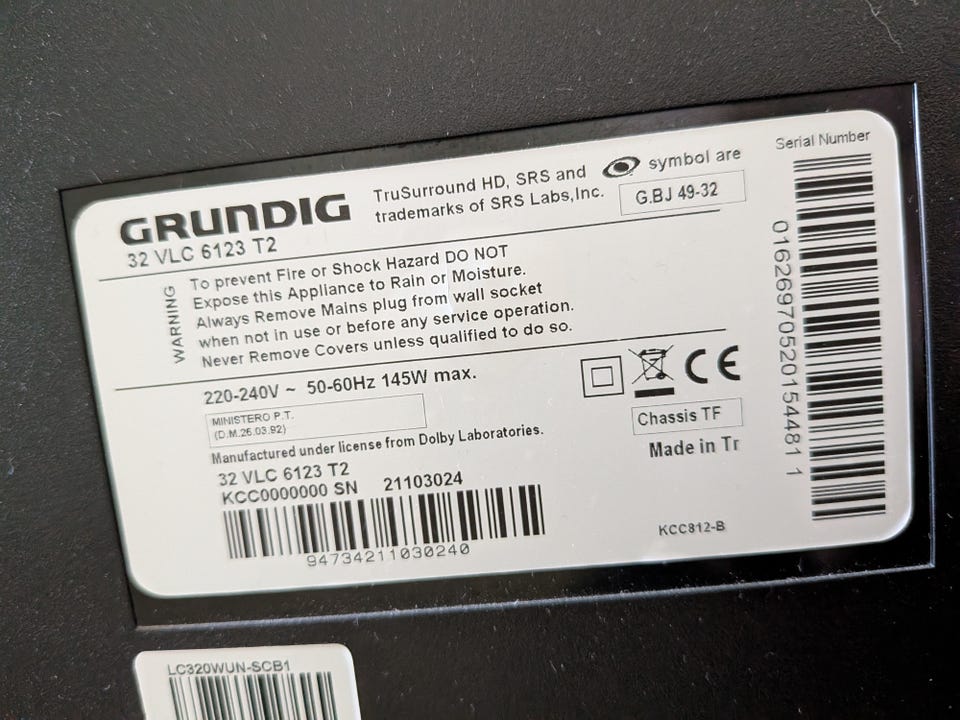 Serial Number
GRUNDIG
32 VLC 6123 T2
TruSurround HD, SRS and symbol are
trademarks of SRS Labs,Inc.
G.BJ 49-32
WARNING
To prevent Fire or Shock Hazard DO NOT
Expose this Appliance to Rain or Moisture.
Always Remove Mains plug from wall socket
when not in use or before any service operation.
Never Remove Covers unless qualified to do so.
220-240V ~ 50-60Hz 145W max.
MINISTERO P.T.
(D.M.26.03.92)
Manufactured under license from Dolby Laboratories.
CE
Chassis TF
Made in Tr
32 VLC 6123 T2
KCC0000000 SN 21103024
94734211030240
KCC812-B
01626970520154481 1
LC320WUN-SCB1